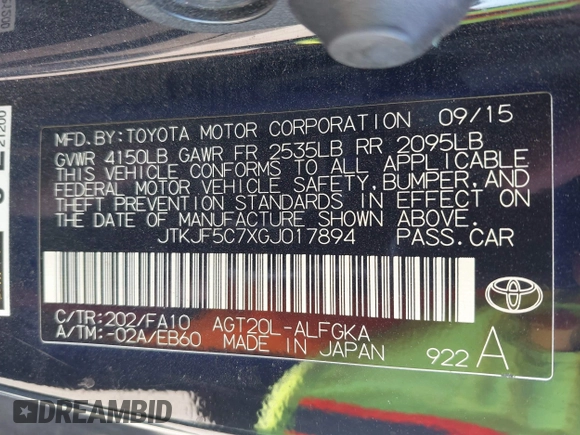 MFD.BY:TOYOTA MOTOR CORPORATION 09/15
GVWR 4150LB GAWR FR 2535LB RR 2095LB
THIS VEHICLE CONFORMS TO ALL APPLICABLE
FEDERAL MOTOR VEHICLE SAFETY,BUMPER,AND
THEFT PREVENTION STANDARDS IN EFFECT ON
THE DATE OF MANUFACTURE SHOWN ABOVE.
JTKJF5C7XGJ017894 PASS.CAR
C/TR:202/FA10 AGT20L-ALFGKA
A/TM:-02A/EB60 MADE IN JAPAN
922 A
TOYOTA
21200
DREAMBID